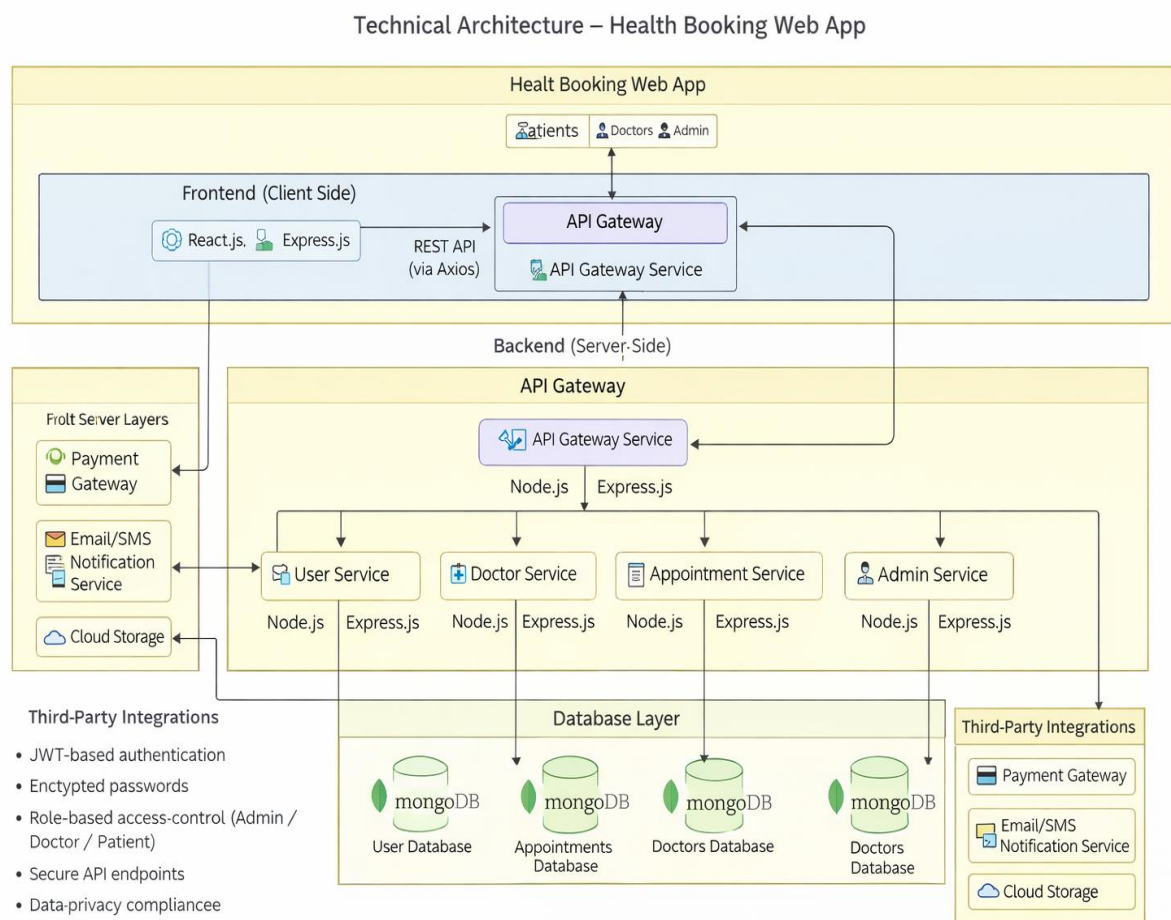 Technical Architecture – Health Booking Web App
Healt Booking Web App
Patients
Doctors
Admin
Frontend (Client Side)
React.js, Express.js
REST API
(via Axios)
API Gateway
API Gateway Service
Backend (Server-Side)
Frolt Server Layers
Payment
Gateway
Email/SMS
Notification
Service
Cloud Storage
API Gateway
API Gateway Service
Node.js Express.js
User Service
Doctor Service
Appointment Service
Admin Service
Node.js Express.js
Node.js Express.js
Node.js Express.js
Node.js Express.js
Database Layer
mongoDB
User Database
mongoDB
Appointments
Database
mongoDB
Doctors Database
mongoDB
Doctors
Database
Third-Party Integrations
• JWT-based authentication
• Enctypted passwords
• Role-based access-control (Admin /
Doctor / Patient)
• Secure API endpoints
• Data-privacy compliancee
Third-Party Integrations
Payment Gateway
Email/SMS
Notification Service
Cloud Storage